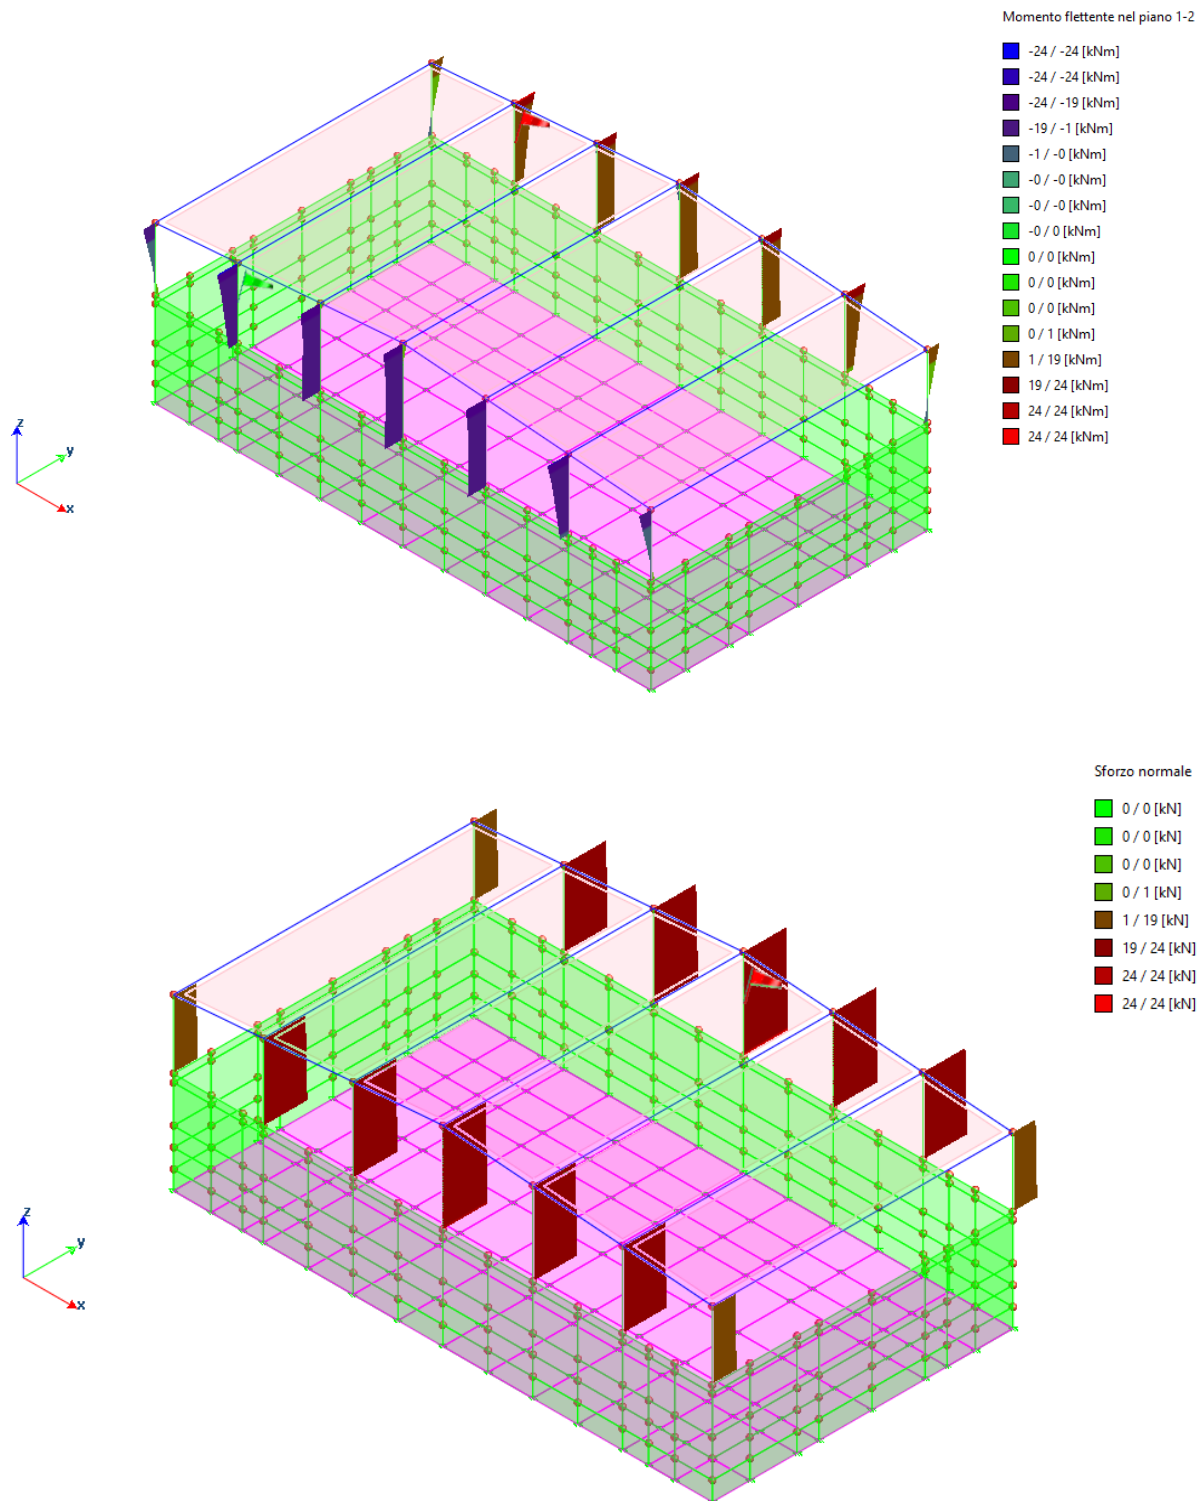 Momento flettente nel piano 1-2
-24 / -24 [kNm]
-24 / -24 [kNm]
-24 / -19 [kNm]
-19 / -1 [kNm]
-1 / -0 [kNm]
-0 / -0 [kNm]
-0 / -0 [kNm]
-0 / 0 [kNm]
0 / 0 [kNm]
0 / 0 [kNm]
0 / 0 [kNm]
0 / 1 [kNm]
1 / 19 [kNm]
19 / 24 [kNm]
24 / 24 [kNm]
24 / 24 [kNm]
z
y
x
Sforzo normale
0 / 0 [kN]
0 / 0 [kN]
0 / 0 [kN]
0 / 1 [kN]
1 / 19 [kN]
19 / 24 [kN]
24 / 24 [kN]
24 / 24 [kN]
z
y
x